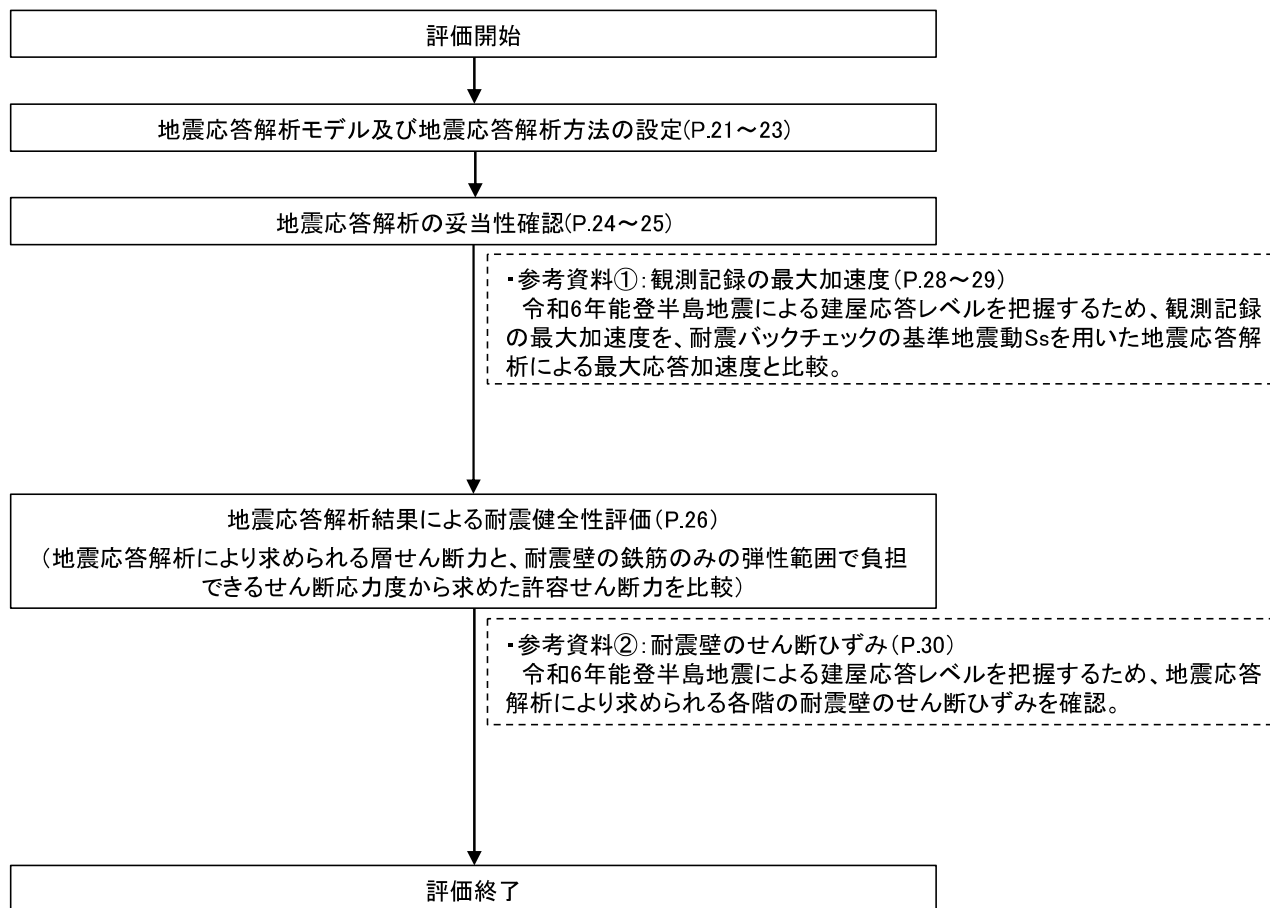 評価開始
地震応答解析モデル及び地震応答解析方法の設定(P.21～23)
地震応答解析の妥当性確認(P.24～25)
・参考資料①:観測記録の最大加速度(P.28～29)
令和6年能登半島地震による建屋応答レベルを把握するため、観測記録
の最大加速度を、耐震バックチェックの基準地震動Ssを用いた地震応答解
析による最大応答加速度と比較。
地震応答解析結果による耐震健全性評価(P.26)
(地震応答解析により求められる層せん断力と、耐震壁の鉄筋のみの弾性範囲で負担
できるせん断応力度から求めた許容せん断力を比較)
・参考資料②:耐震壁のせん断ひずみ(P.30)
令和6年能登半島地震による建屋応答レベルを把握するため、地震応答
解析により求められる各階の耐震壁のせん断ひずみを確認。
評価終了